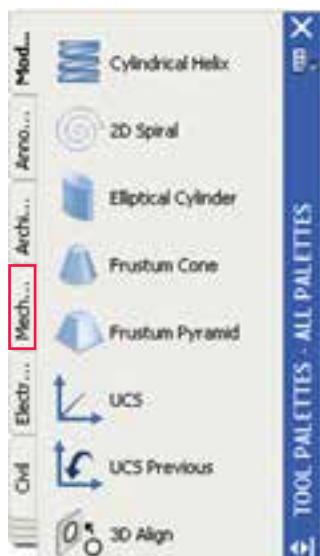 Mod...
Anno...
Archi...
Mech...
Electr...
Civil
Cylindrical Helix
2D Spiral
Elliptical Cylinder
Frustum Cone
Frustum Pyramid
UCS
UCS Previous
3D Align
TOOL PALETTES - ALL PALETTES